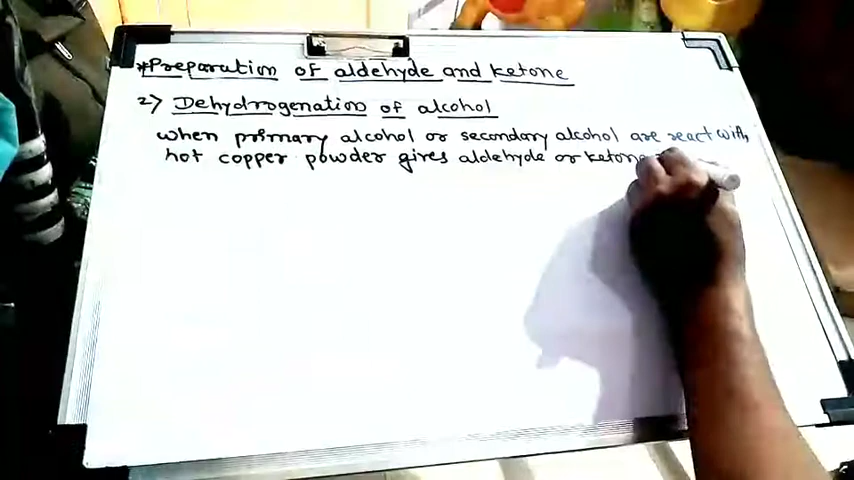 *Preparation of aldehyde and ketone
2> Dehydrogenation of alcohol
when primary alcohol or secondary alcohol are react with
hot copper powder gives aldehyde or ketone